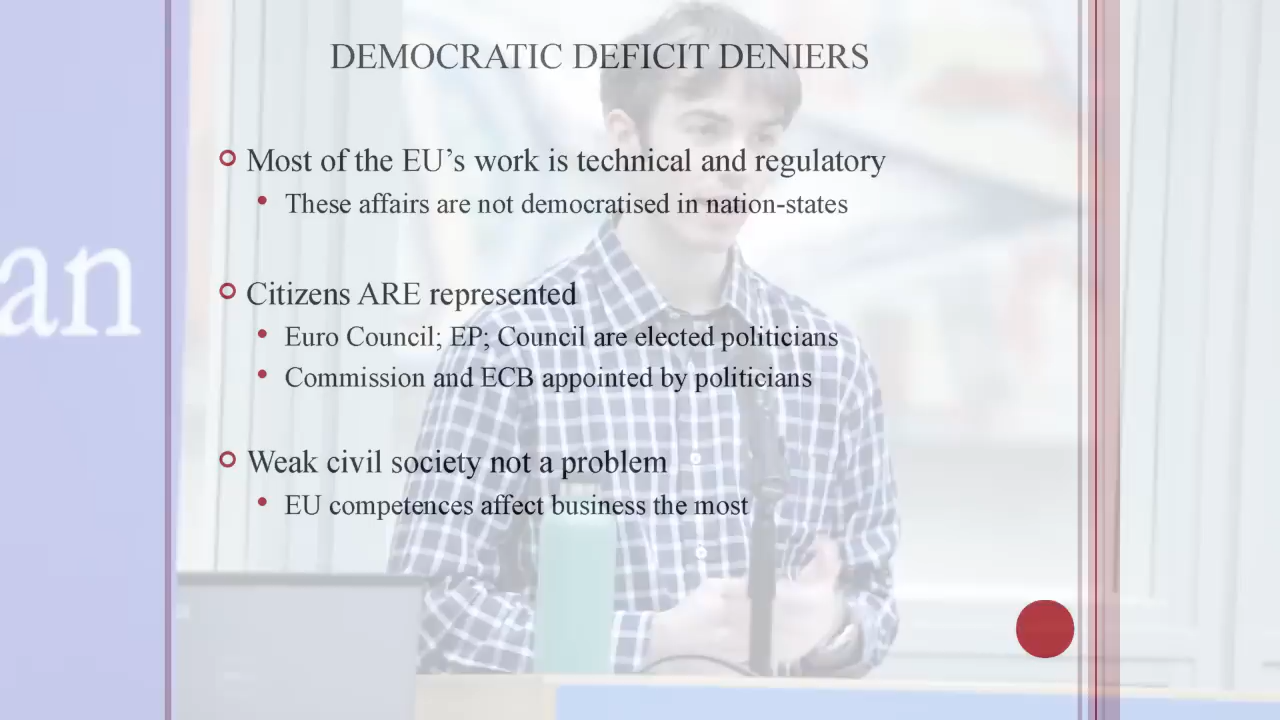 DEMOCRATIC DEFICIT DENIERS
Most of the EU's work is technical and regulatory
These affairs are not democratised in nation-states
Citizens ARE represented
Euro Council; EP; Council are elected politicians
Commission and ECB appointed by politicians
Weak civil society not a problem
EU competences affect business the most
an